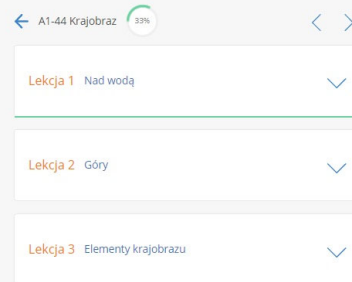 A1-44 Krajobraz 33%
Lekcja 1 Nad wodą
Lekcja 2 Góry
Lekcja 3 Elementy krajobrazu